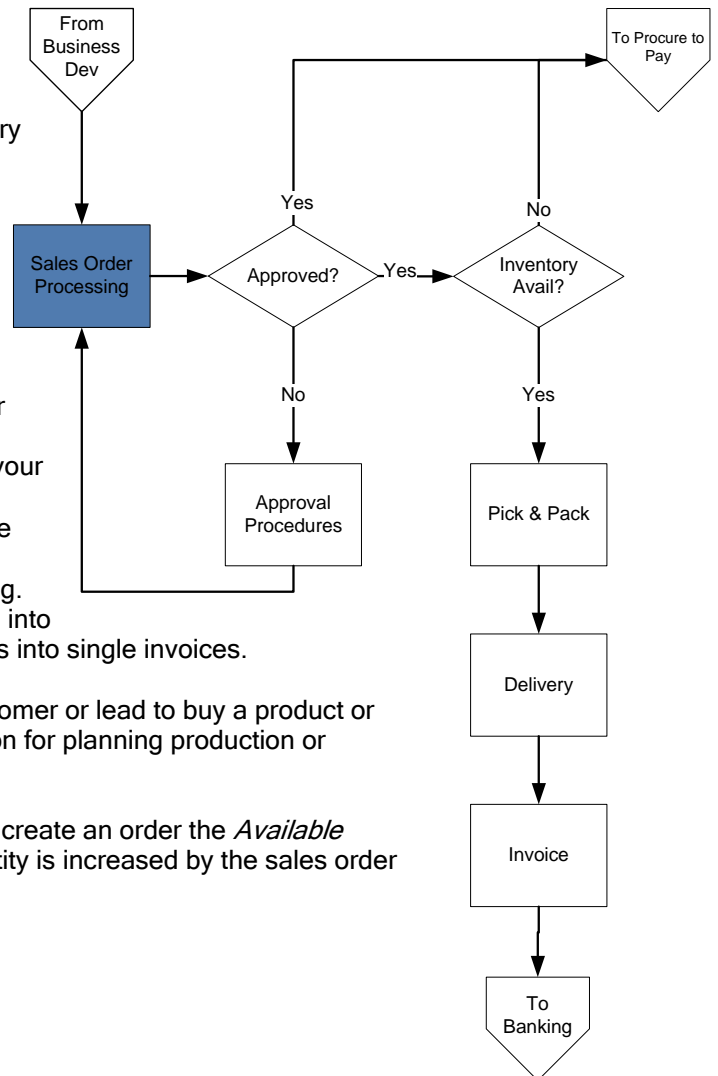 From
Business
Dev
To Procure to
Pay
ry
Yes
No
Sales Order
Processing
Approved?
Yes
Inventory
Avail?
No
Yes
r
your
Approval
Procedures
Pick & Pack
e
g.
into
s into single invoices.
Delivery
tomer or lead to buy a product or
on for planning production or
create an order the Available
tity is increased by the sales order
Invoice
To
Banking